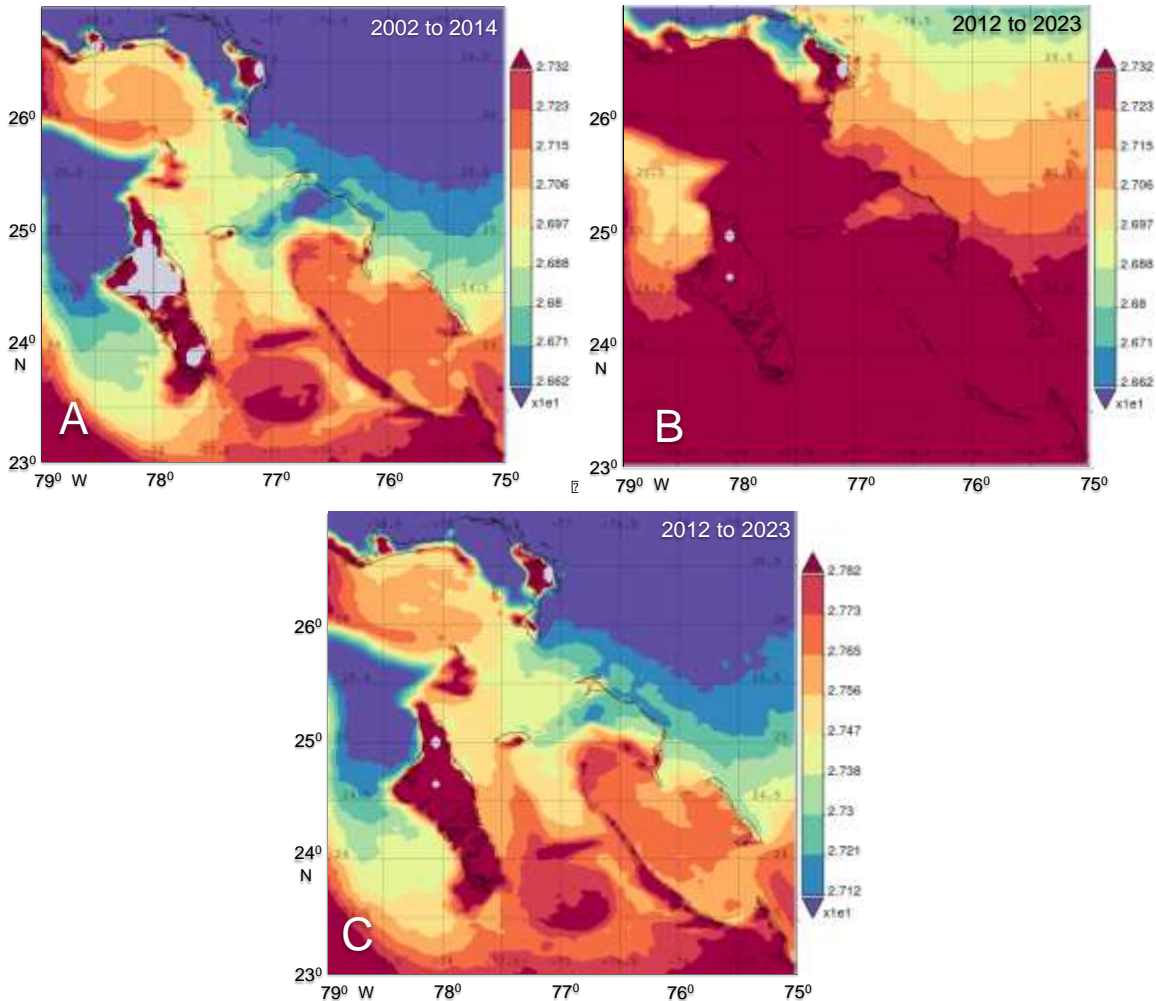 2002 to 2014
26⁰
25⁰
24⁰
N
23⁰
79⁰ W 78⁰ 77⁰ 76⁰ 75⁰
A
2.732
2.723
2.715
2.706
2.697
2.688
2.68
2.671
2.662
x1e1
2012 to 2023
26⁰
25⁰
24⁰
N
23⁰
79⁰ W 78⁰ 77⁰ 76⁰ 75⁰
B
2.732
2.723
2.715
2.706
2.697
2.688
2.68
2.671
2.662
x1e1
2012 to 2023
26⁰
25⁰
24⁰
N
23⁰
79⁰ W 78⁰ 77⁰ 76⁰ 75⁰
C
2.782
2.773
2.765
2.756
2.747
2.738
2.73
2.721
2.712
x1e1